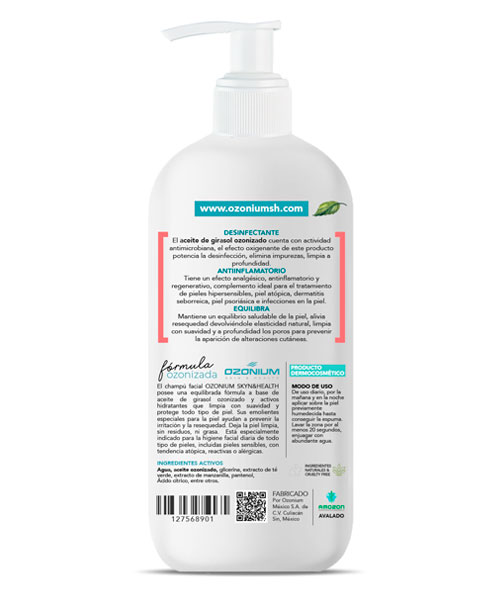 www.ozoniumsh.com
DESINFECTANTE
El aceite de girasol ozonizado cuenta con actividad
antimicrobiana, el efecto oxigenante de este producto
potencia la desinfección, elimina impurezas, limpia a
profundidad.
ANTIINFLAMATORIO
Tiene un efecto analgésico, antiinflamatorio y
regenerativo, complemento ideal para el tratamiento
de pieles hipersensibles, piel atópica, dermatitis
seborreica, piel psoriásica e infecciones en la piel.
EQUILIBRA
Mantiene un equilibrio saludable de la piel, alivia
resequedad devolviéndole elasticidad natural, limpia
con suavidad y a profundidad los poros para prevenir
la aparición de alteraciones cutáneas.
fórmula
ozonizada
OZONIUM
El champú facial OZONIUM SKYN&HEALTH
posee una equilibrada formula a base de
aceite de girasol ozonizado y activos
hidratantes que limpia con suavidad y
protege todo tipo de piel. Sus emolientes
especiales para la piel ayudan a prevenir la
irritación y la resequedad. Deja la piel limpia,
sin residuos, ni grasa. Está especialmente
indicado para la higiene facial diaria de todo
tipo de pieles, incluidas pieles sensibles, con
tendencia atópica, reactivas o alérgicas.
INGREDIENTES ACTIVOS
Agua, aceite ozonizado, glicerina, extracto de té
verde, extracto de manzanilla, pantenol,
Ácido cítrico, entre otros.
PRODUCTO
DERMOCOSMÉTICO
MODO DE USO
De uso diario, por la
mañana y en la noche
aplicar sobre la piel
previamente
humedecida hasta
conseguir la espuma.
Lavar la zona por al
menos 20 segundos,
enjuagar con
abundante agua.
INGREDIENTES
NATURALES &
CRUELTY FREE
127568901
FABRICADO
Por Ozonium
México S.A. de
C.V. Culiacán
Sin, México
AMOZON
AVALADO